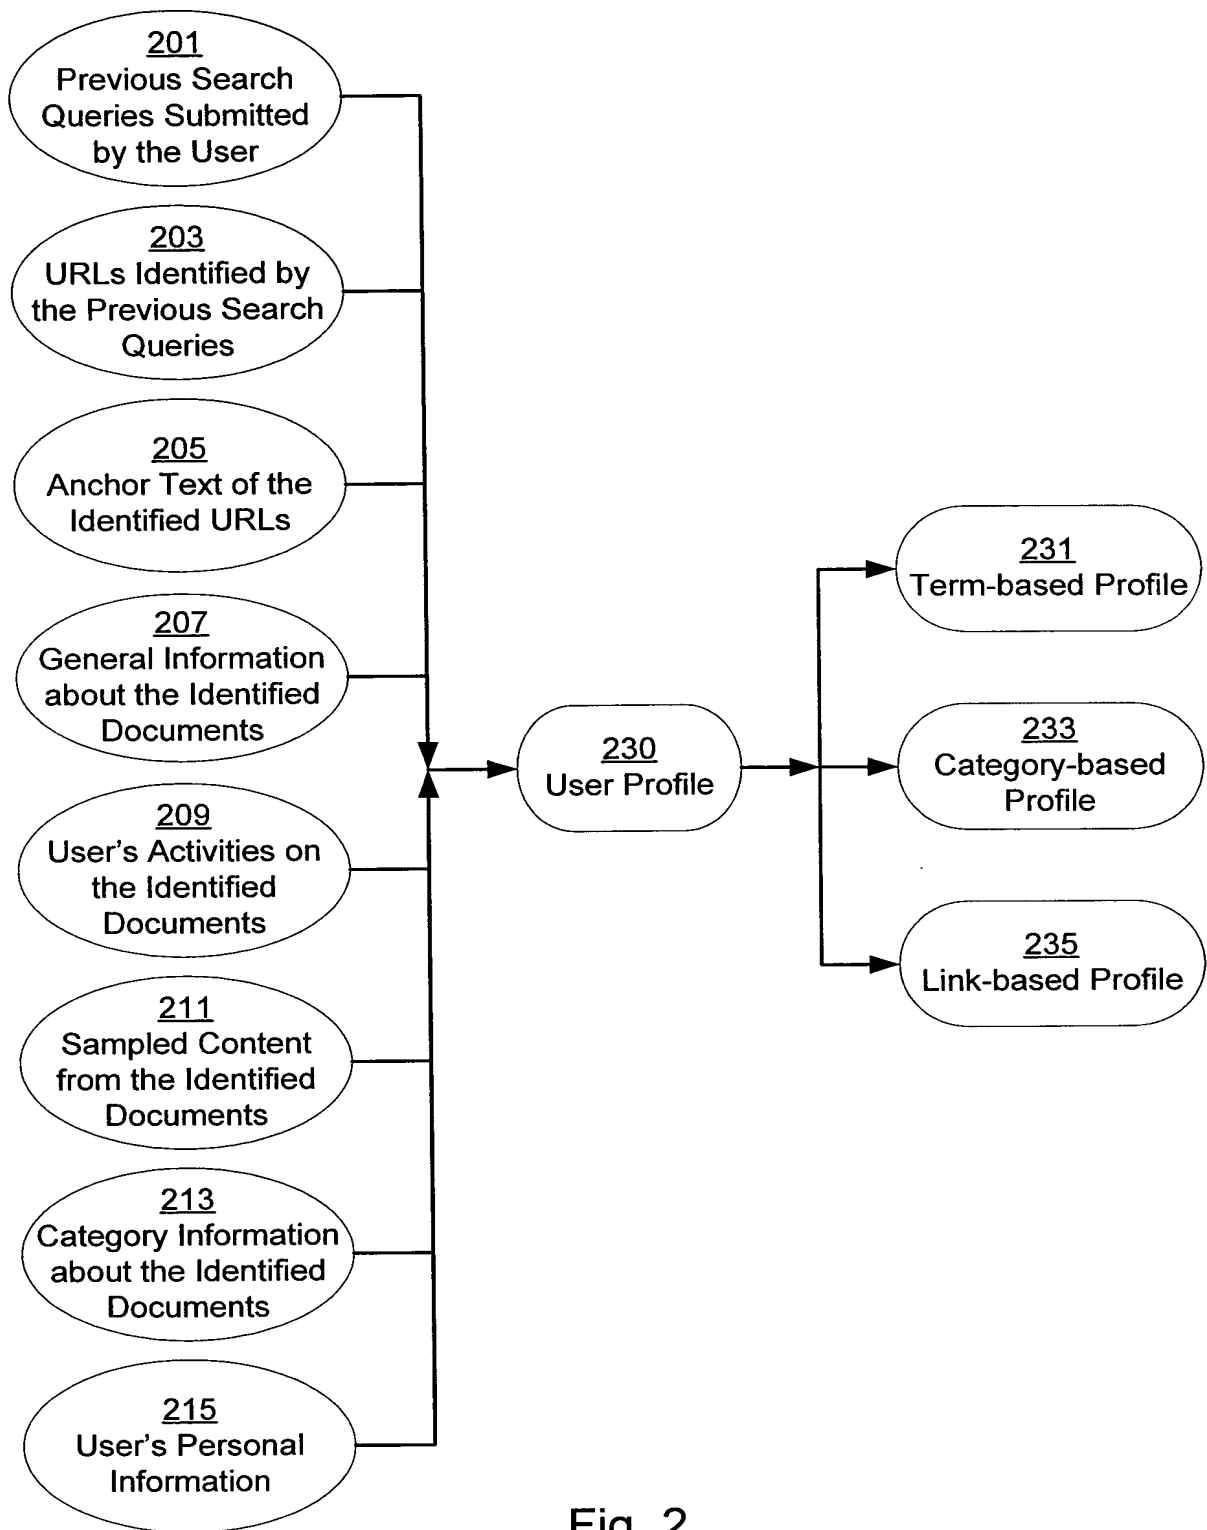 201
Previous Search
Queries Submitted
by the User
203
URLs Identified by
the Previous Search
Queries
205
Anchor Text of the
Identified URLs
207
General Information
about the Identified
Documents
209
User's Activities on
the Identified
Documents
211
Sampled Content
from the Identified
Documents
213
Category Information
about the Identified
Documents
215
User's Personal
Information
230
User Profile
231
Term-based Profile
233
Category-based
Profile
235
Link-based Profile
Fig. 2